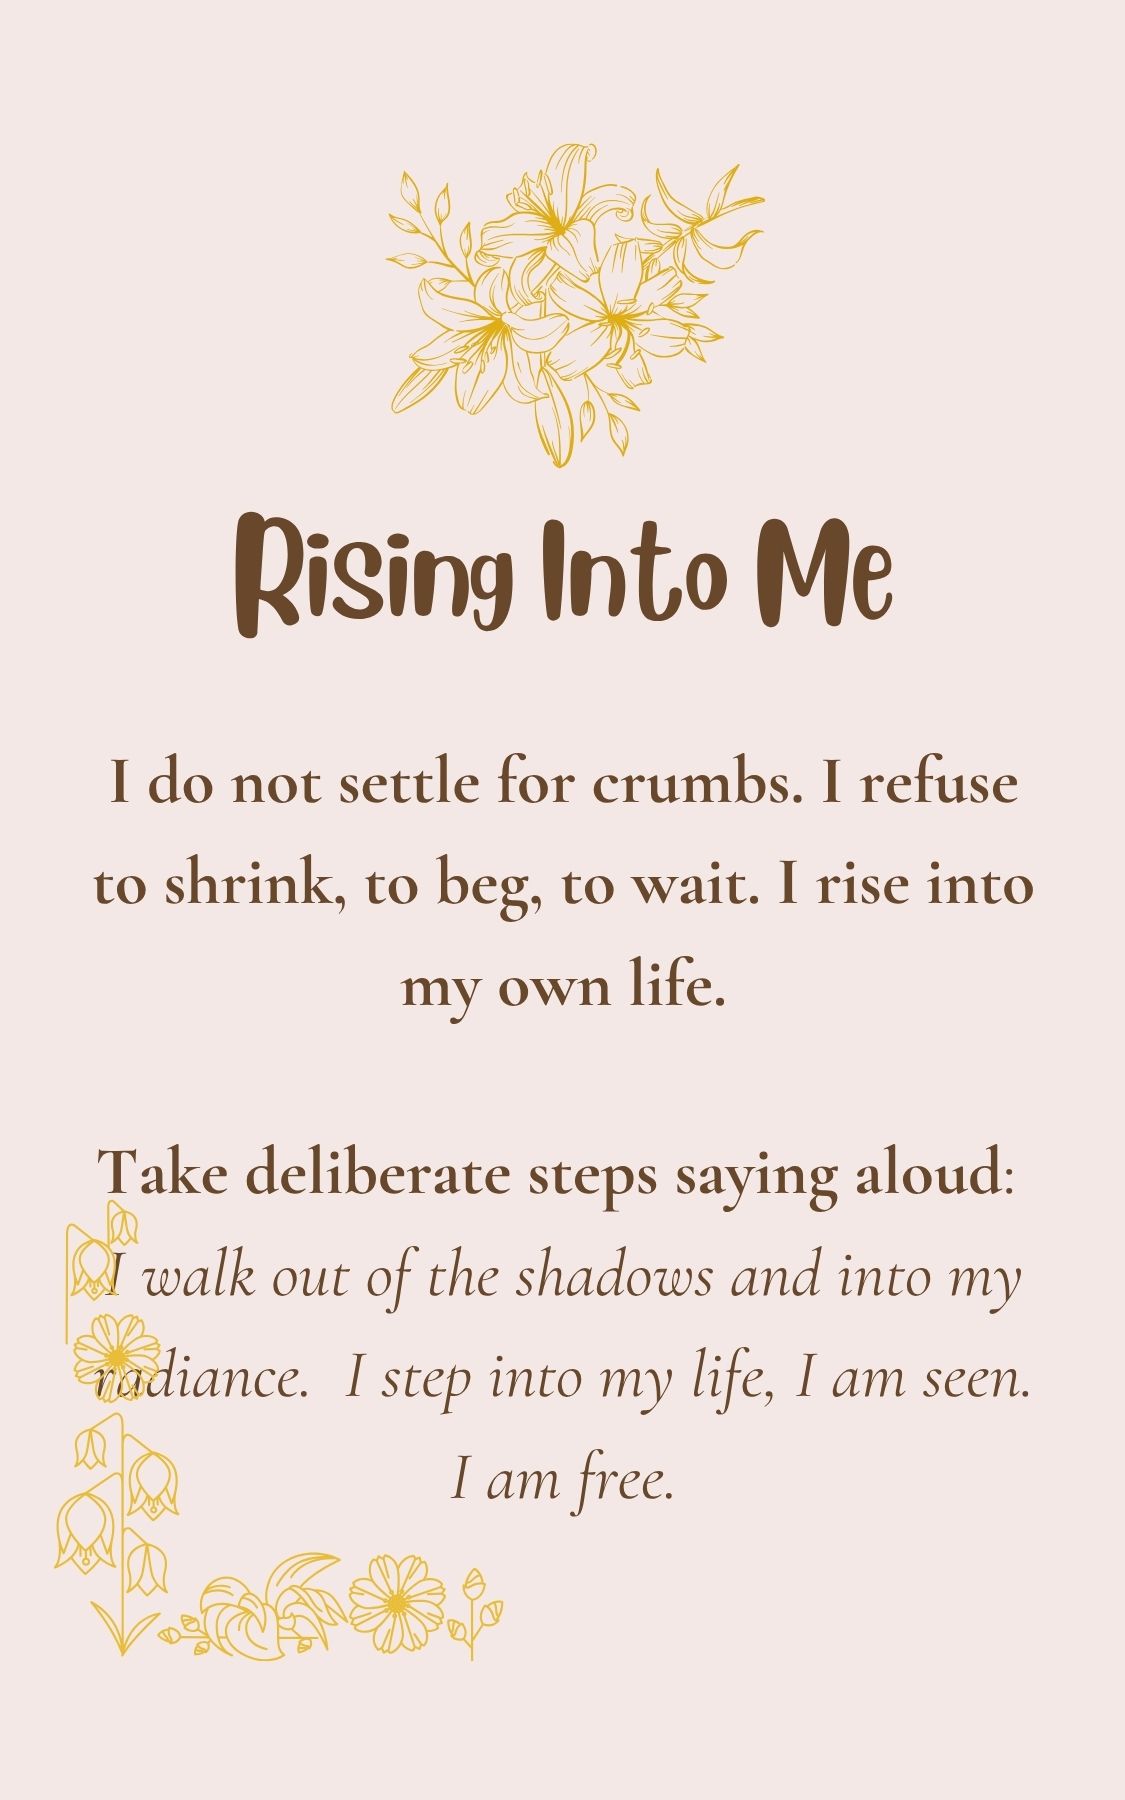 Rising Into Me
I do not settle for crumbs. I refuse
to shrink, to beg, to wait. I rise into
my own life.
Take deliberate steps saying aloud:
I walk out of the shadows and into my
radiance.  I step into my life, I am seen.
I am free.